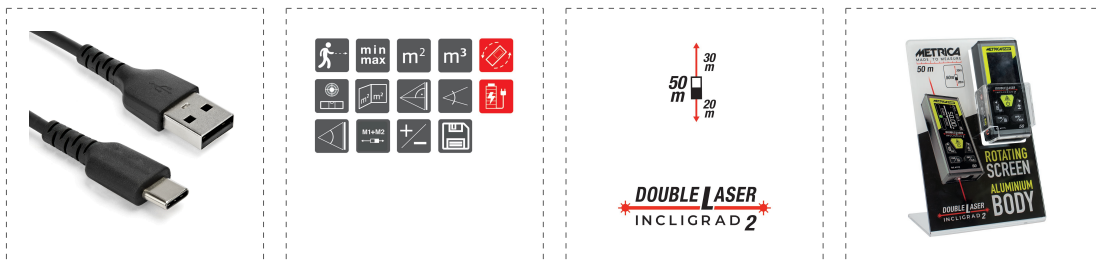 min
max
m²
m³
m² m²
M1+M2
+/-
30
m
50
m
20
m
DOUBLE LASER
INCLIGRAD 2
METRICA
MADE TO MEASURE
50 m
METRICA
METRICA
ROTATING
SCREEN
ALUMINIUM
BODY
DOUBLE LASER
INCLIGRAD 2